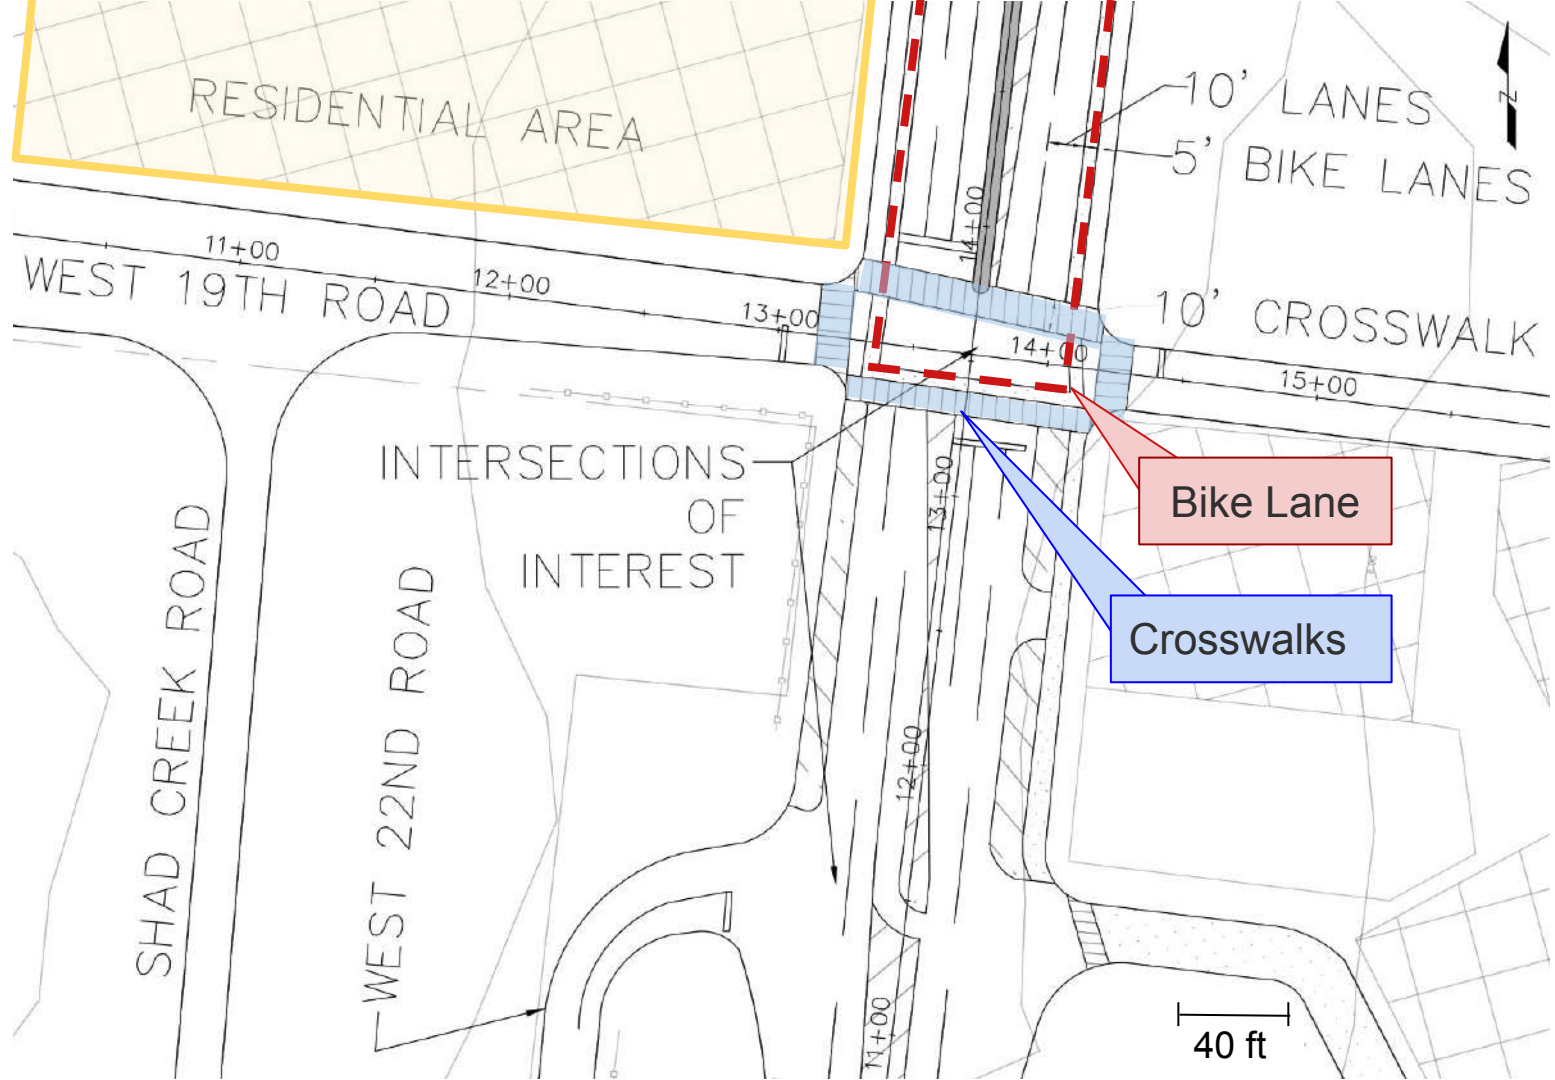 RESIDENTIAL AREA
10' LANES
5' BIKE LANES
N
14+00
11+00
12+00
13+00
WEST 19TH ROAD
10' CROSSWALK
14+00
15+00
INTERSECTIONS
OF
INTEREST
13+00
Bike Lane
Crosswalks
SHAD CREEK ROAD
WEST 22ND ROAD
12+00
11+00
40 ft